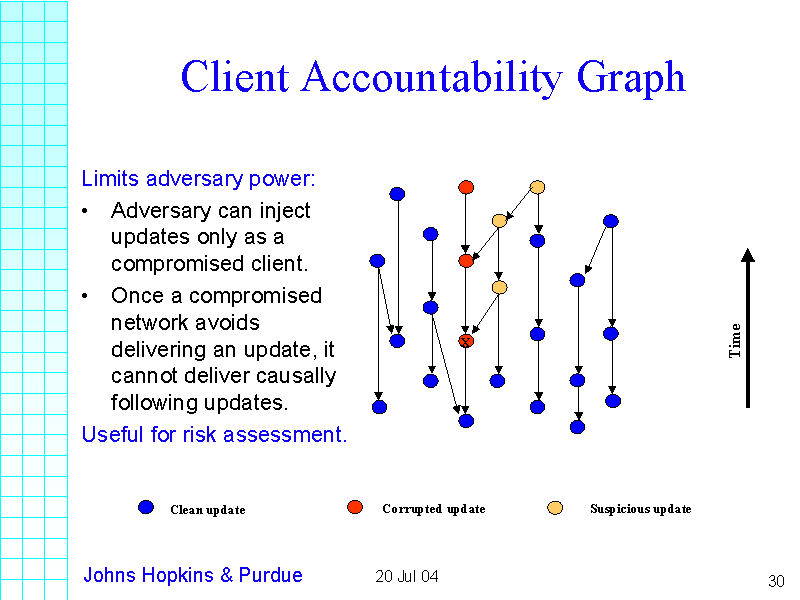 Client Accountability Graph
Limits adversary power:
• Adversary can inject
updates only as a
compromised client.
• Once a compromised
network avoids
delivering an update, it
cannot deliver causally
following updates.
Useful for risk assessment.
X
Time
Clean update
Corrupted update
Suspicious update
Johns Hopkins & Purdue
20 Jul 04
30